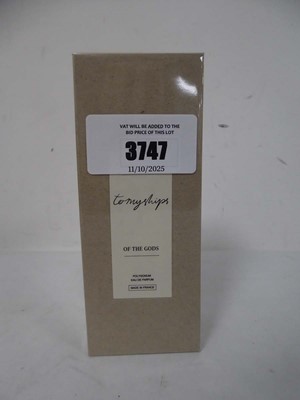 VAT WILL BE ADDED TO THE
BID PRICE OF THIS LOT
3747
11/10/2025
tomyships
OF THE GODS
EAU DE PARFUM
MADE IN FRANCE